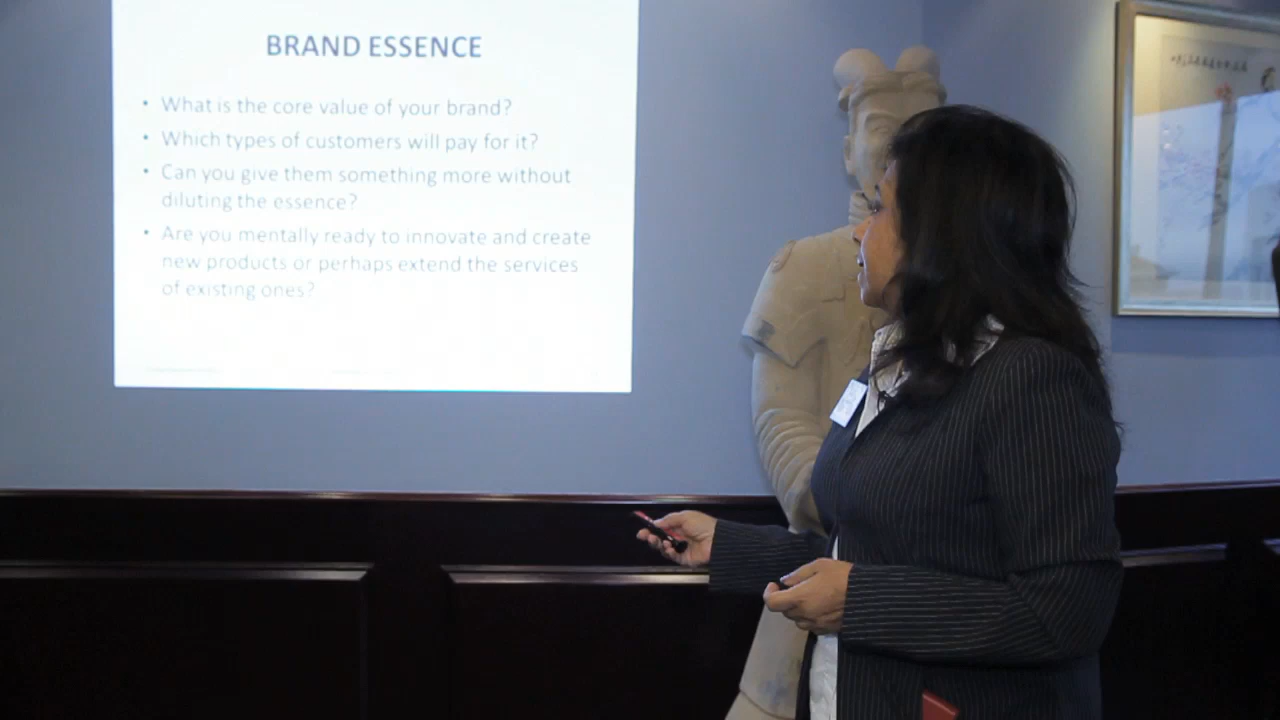 BRAND ESSENCE
• What is the core value of your brand?
• Which types of customers will pay for it?
• Can you give them something more without
diluting the essence?
• Are you mentally ready to innovate and create
new products or perhaps extend the services
of existing ones?